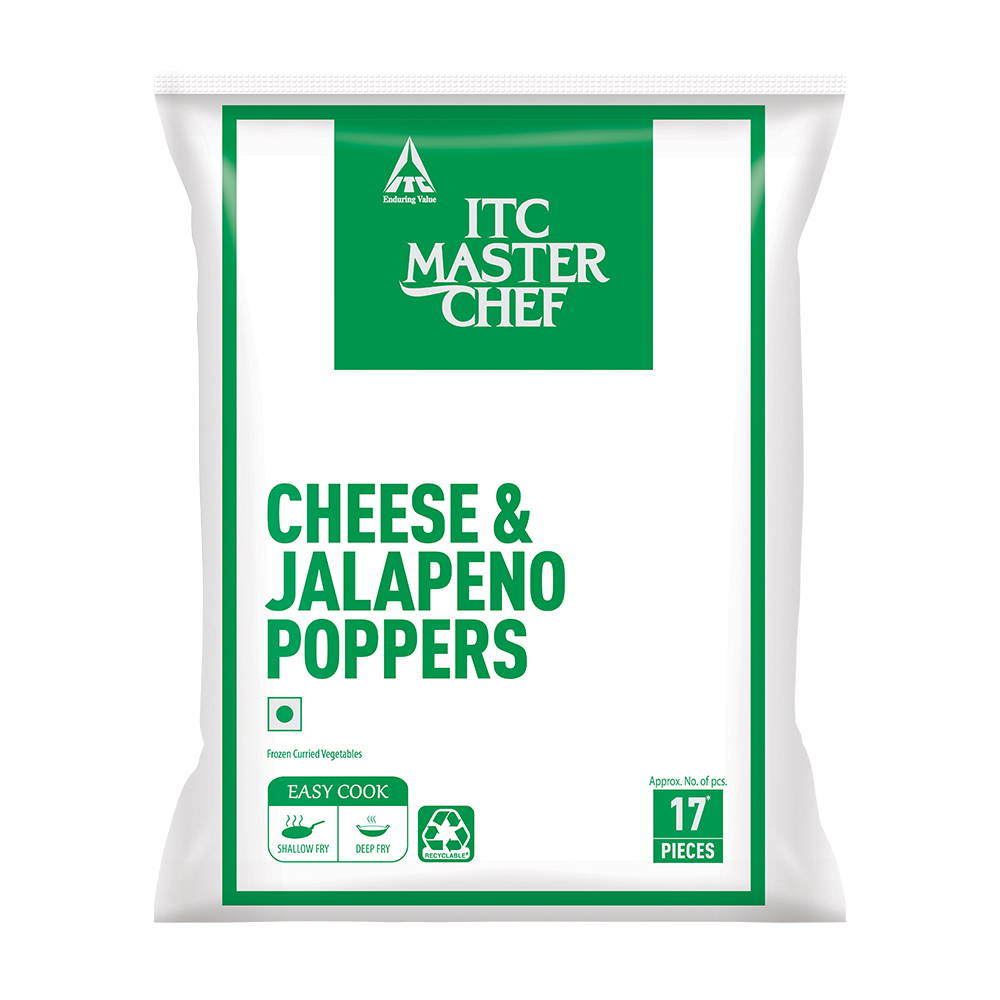 ITC
Enduring Value
ITC
MASTER
CHEF
CHEESE &
JALAPENO
POPPERS
Frozen Curried Vegetables
EASY COOK
SHALLOW FRY
DEEP FRY
RECYCLABLE#
Approx. No. of pcs.
17*
PIECES